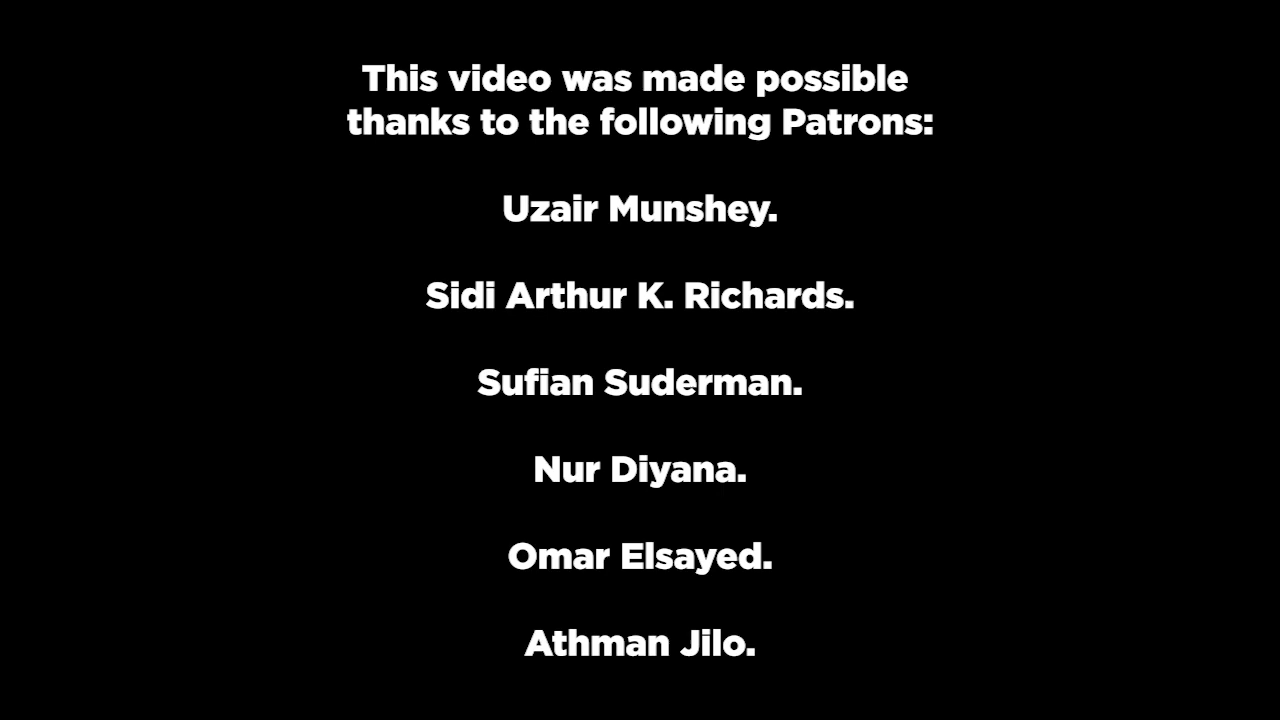 This video was made possible
thanks to the following Patrons:
Uzair Munshey.
Sidi Arthur K. Richards.
Sufian Suderman.
Nur Diyana.
Omar Elsayed.
Athman Jilo.